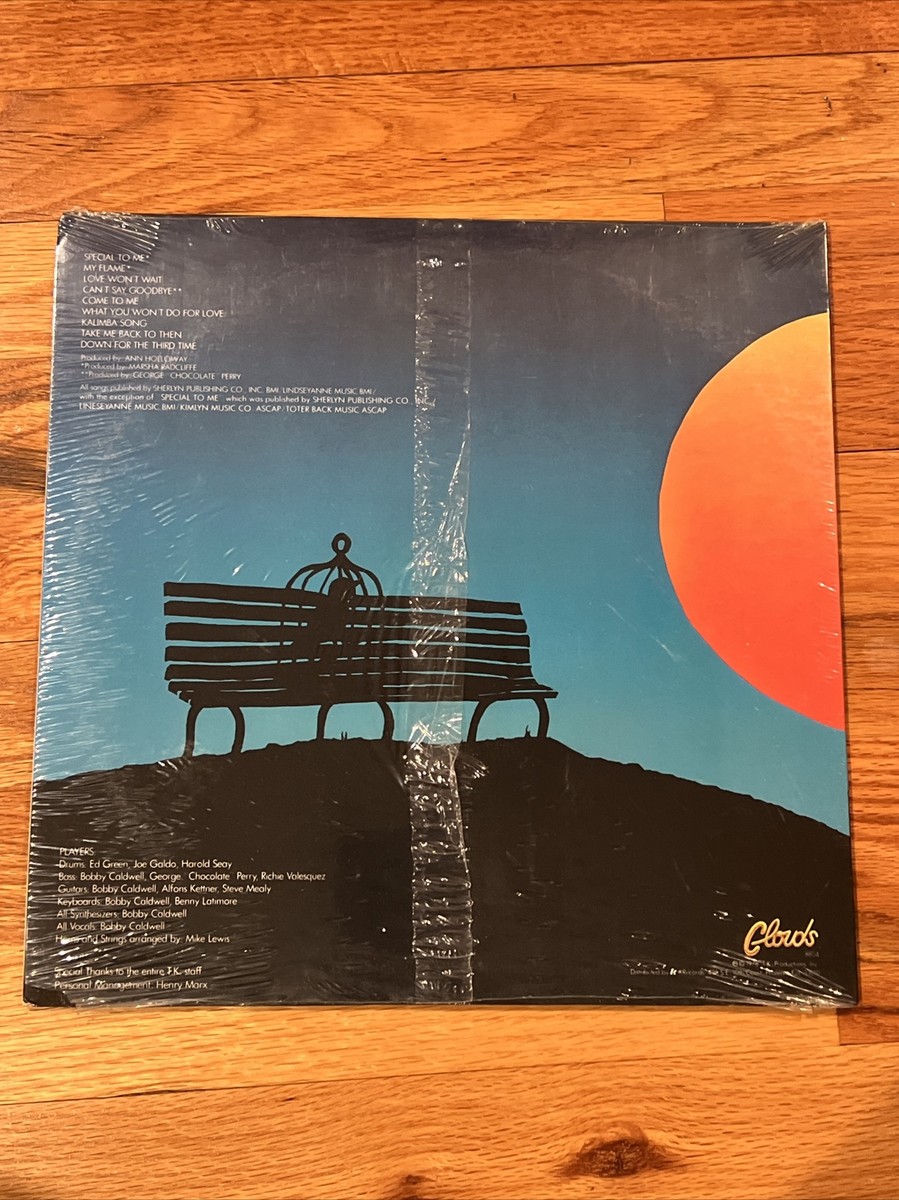 SPECIAL TO ME*
MY FLAME*
LOVE WON'T WAIT
CAN'T SAY GOODBYE**
COME TO ME
WHAT YOU WON'T DO FOR LOVE
KALIMBA SONG
TAKE ME BACK TO THEN
DOWN FOR THE THIRD TIME
Produced by: ANN HOLLOWAY
*Produced by: MARSHA RADCLIFFE
**Produced by: GEORGE "CHOCOLATE" PERRY
All songs published by SHERLYN PUBLISHING CO., INC. BMI/LINDSEYANNE MUSIC BMI/
with the exception of "SPECIAL TO ME" which was published by SHERLYN PUBLISHING CO., INC./
LINESEYANNE MUSIC BMI/KIMLYN MUSIC CO. ASCAP/TOTER BACK MUSIC ASCAP
PLAYERS
Drums: Ed Green, Joe Galdo, Harold Seay
Bass: Bobby Caldwell, George "Chocolate" Perry, Richie Valesquez
Guitars: Bobby Caldwell, Alfons Kettner, Steve Mealy
Keyboards: Bobby Caldwell, Benny Latimore
All Synthesizers: Bobby Caldwell
All Vocals: Bobby Caldwell
Horns and Strings arranged by: Mike Lewis
Special Thanks to the entire T.K. staff
Personal Management: Henry Marx
Clouds
Productions, Inc.
Distributed by